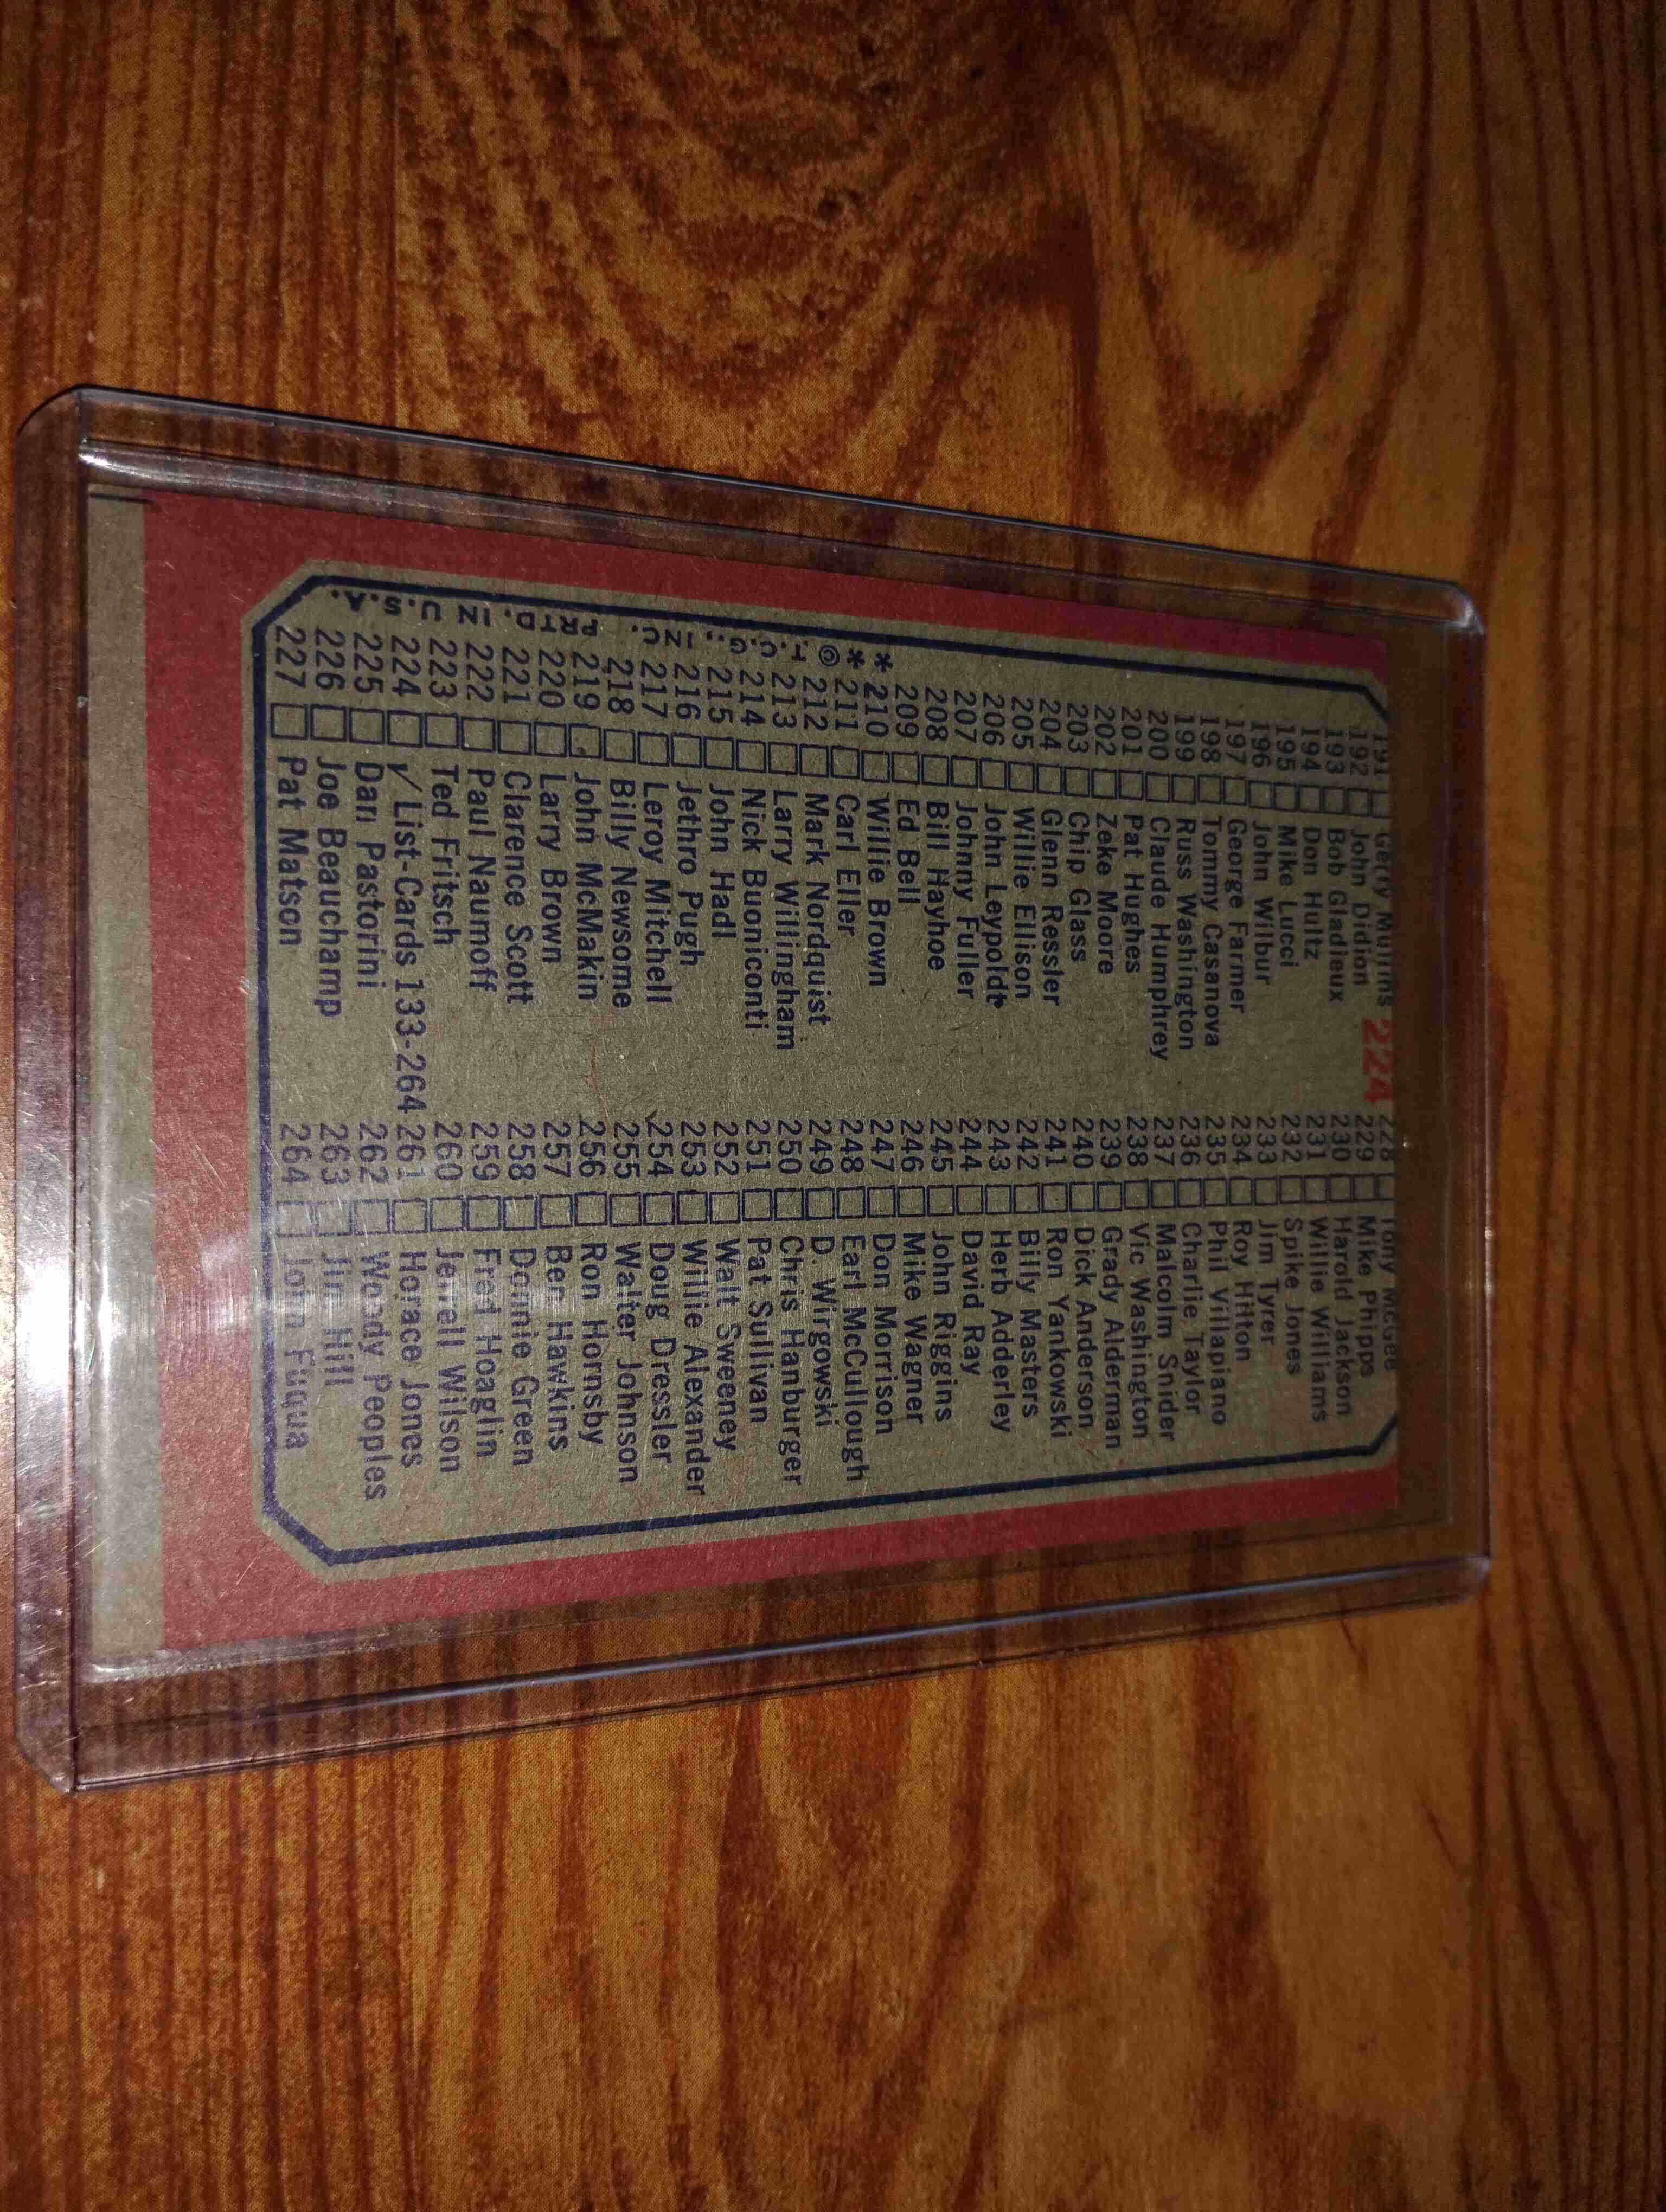 191 Gerry Mullins
192 John Didion
193 Bob Gladieux
194 Don Hultz
195 Mike Lucci
196 John Wilbur
197 George Farmer
198 Tommy Casanova
199 Russ Washington
200 Claude Humphrey
201 Pat Hughes
202 Zeke Moore
203 Chip Glass
204 Glenn Ressler
205 Willie Ellison
206 John Leypoldt
207 Johnny Fuller
208 Bill Hayhoe
209 Ed Bell
210 Willie Brown
211 Carl Eller
212 Mark Nordquist
213 Larry Willingham
214 Nick Buoniconti
215 John Hadl
216 Jethro Pugh
217 Leroy Mitchell
218 Billy Newsome
219 John McMakin
220 Larry Brown
221 Clarence Scott
222 Paul Naumoff
223 Ted Fritsch
224 ✓List-Cards 133-264
225 Dan Pastorini
226 Joe Beauchamp
227 Pat Matson
224
228 Tony McGee
229 Mike Phipps
230 Harold Jackson
231 Willie Williams
232 Spike Jones
233 Jim Tyrer
234 Roy Hilton
235 Phil Villapiano
236 Charlie Taylor
237 Malcolm Snider
238 Vic Washington
239 Grady Alderman
240 Dick Anderson
241 Ron Yankowski
242 Billy Masters
243 Herb Adderley
244 David Ray
245 John Riggins
246 Mike Wagner
247 Don Morrison
248 Earl McCullough
249 D. Wirgowski
250 Chris Hanburger
251 Pat Sullivan
252 Walt Sweeney
253 Willie Alexander
254 Doug Dressler
255 Walter Johnson
256 Ron Hornsby
257 Ben Hawkins
258 Donnie Green
259 Fred Hoaglin
260 Jerrell Wilson
261 Horace Jones
262 Woody Peoples
263 Jim Hill
264 John Fuqua
**© T.C.G., INC. PRTD. IN U.S.A.